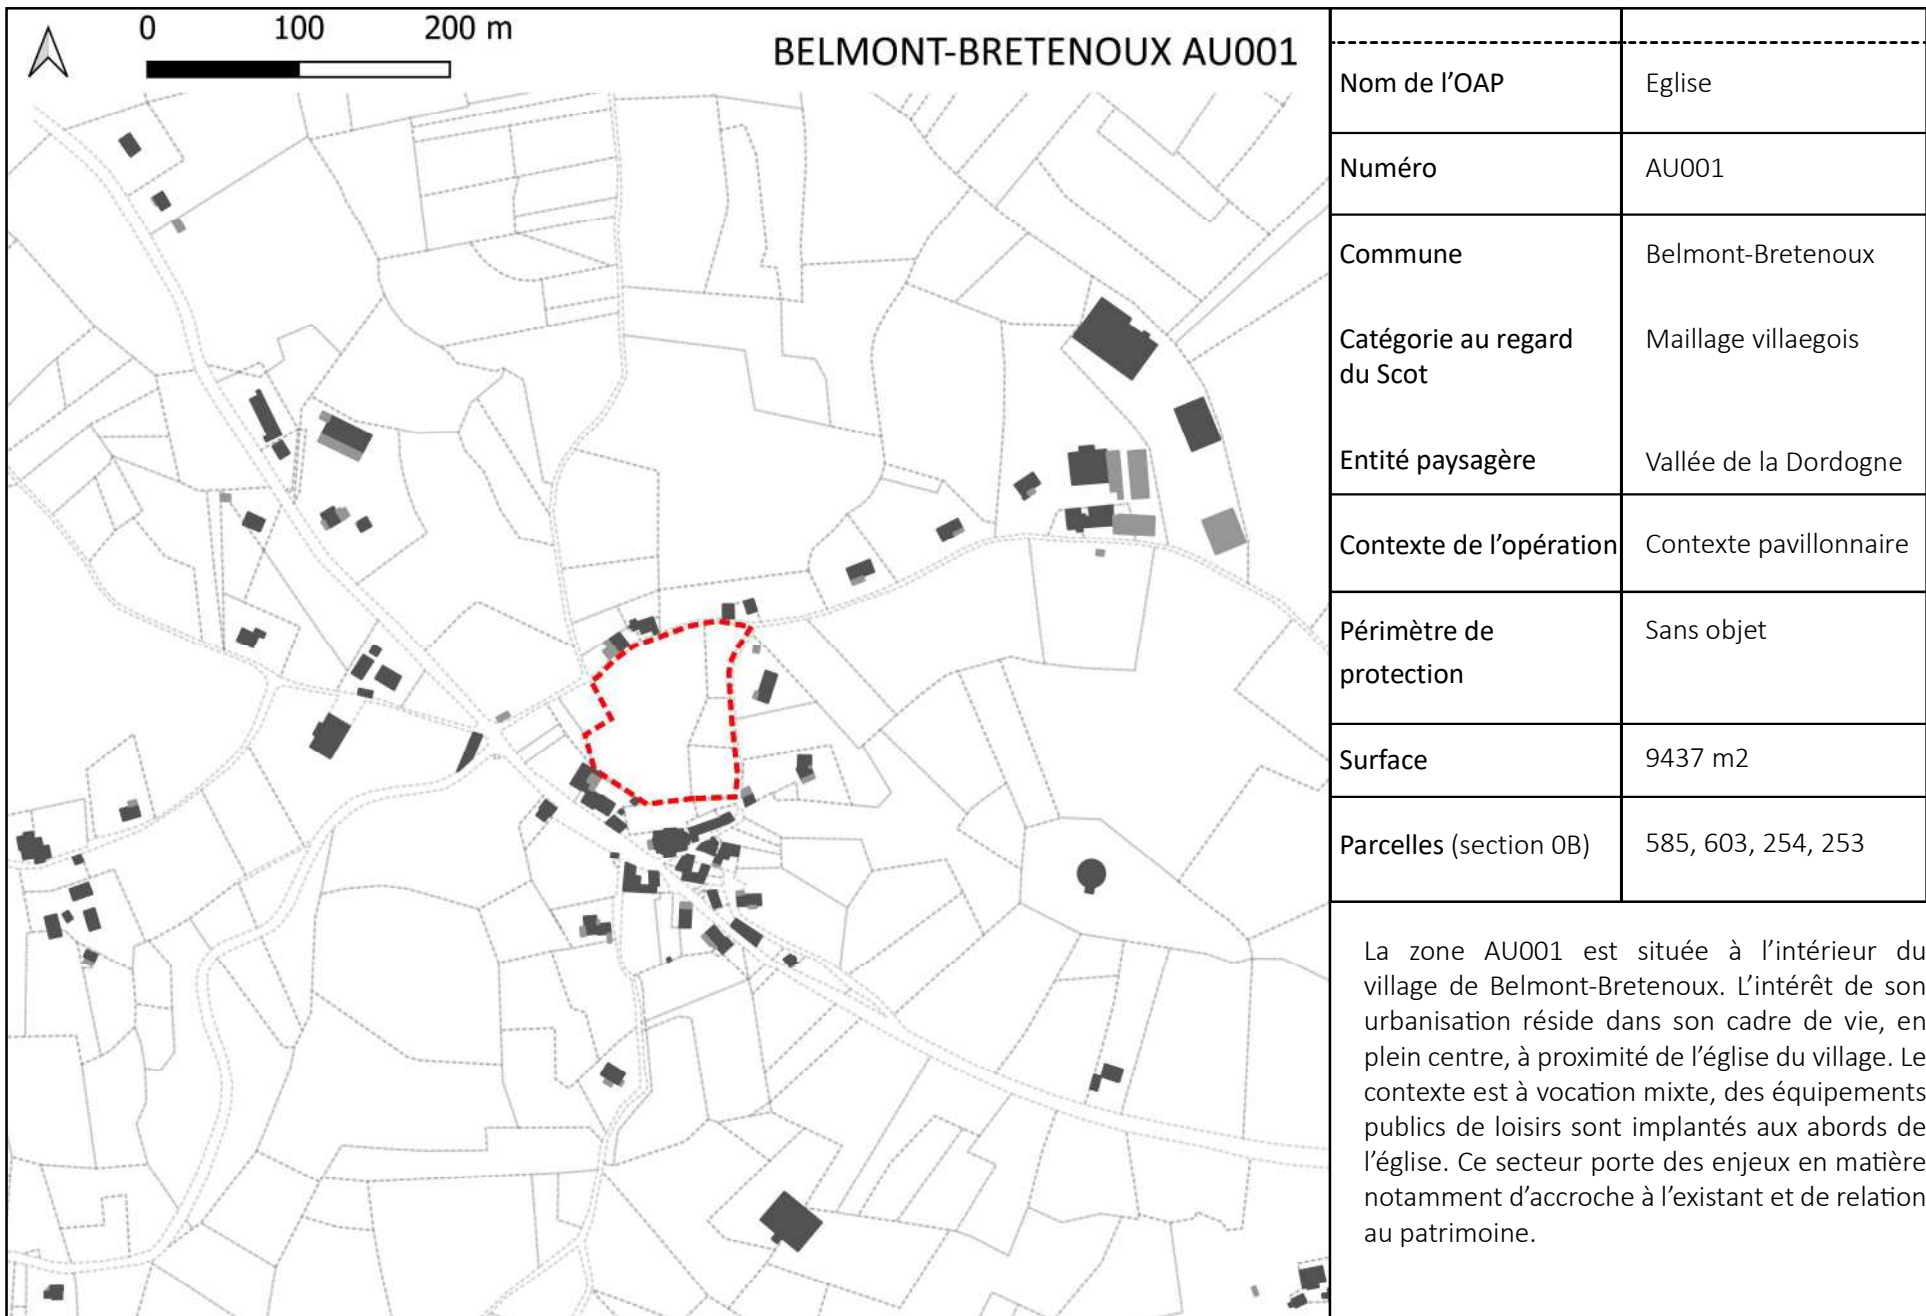 0 100 200 m
BELMONT-BRETENOUX AU001
Nom de l'OAP Eglise
Numéro AU001
Commune Belmont-Bretenoux
Catégorie au regard Maillage villaegois
du Scot
Entité paysagère Vallée de la Dordogne
Contexte de l'opération Contexte pavillonnaire
Périmètre de Sans objet
protection
Surface 9437 m2
Parcelles (section 0B) 585, 603, 254, 253
La zone AU001 est située à l'intérieur du
village de Belmont-Bretenoux. L'intérêt de son
urbanisation réside dans son cadre de vie, en
plein centre, à proximité de l'église du village. Le
contexte est à vocation mixte, des équipements
publics de loisirs sont implantés aux abords de
l'église. Ce secteur porte des enjeux en matière
notamment d'accroche à l'existant et de relation
au patrimoine.